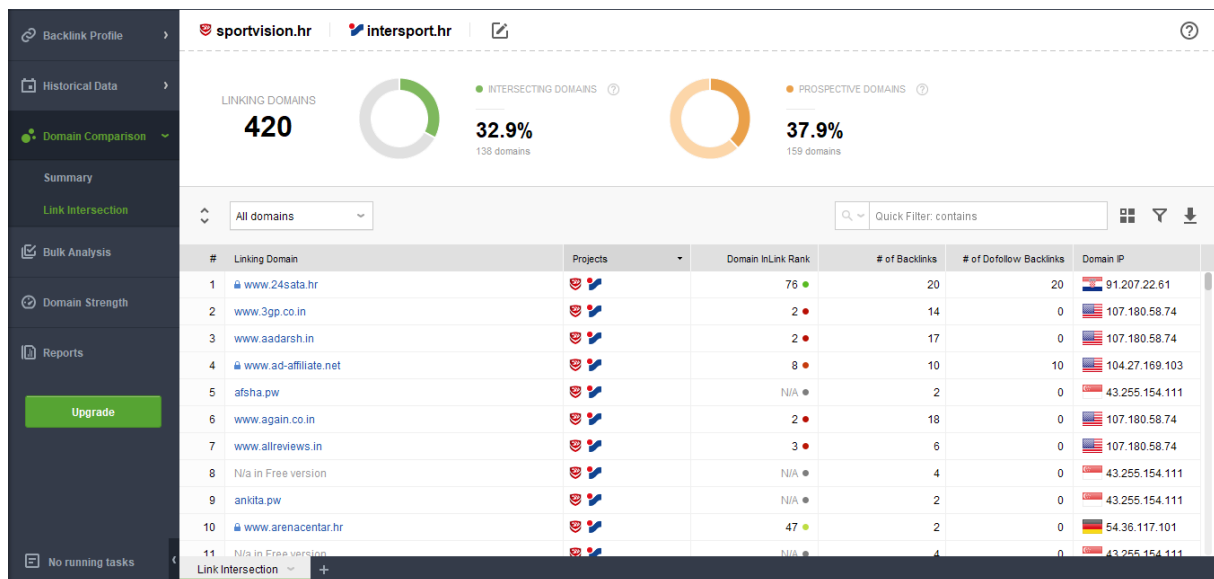 Backlink Profile
Historical Data
Domain Comparison
Summary
Link Intersection
Bulk Analysis
Domain Strength
Reports
Upgrade
No running tasks
sportvision.hr intersport.hr
LINKING DOMAINS
420
INTERSECTING DOMAINS
32.9%
138 domains
PROSPECTIVE DOMAINS
37.9%
159 domains
All domains
Quick Filter: contains
# Linking Domain Projects Domain InLink Rank # of Backlinks # of Dofollow Backlinks Domain IP
1 www.24sata.hr 76 20 20 91.207.22.61
2 www.3gp.co.in 2 14 0 107.180.58.74
3 www.aadarsh.in 2 17 0 107.180.58.74
4 www.ad-affiliate.net 8 10 10 104.27.169.103
5 afsha.pw N/A 2 0 43.255.154.111
6 www.again.co.in 2 18 0 107.180.58.74
7 www.allreviews.in 3 6 0 107.180.58.74
8 N/a in Free version N/A 4 0 43.255.154.111
9 ankita.pw N/A 2 0 43.255.154.111
10 www.arenacentar.hr 47 2 0 54.36.117.101
11 N/a in Free version N/A 4 0 43.255.154.111
Link Intersection +